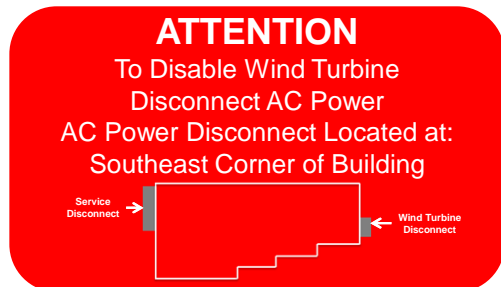 ATTENTION
To Disable Wind Turbine
Disconnect AC Power
AC Power Disconnect Located at:
Southeast Corner of Building
Service
Disconnect
Wind Turbine
Disconnect